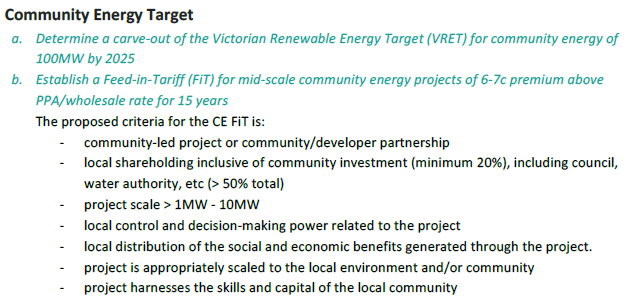 Community Energy Target
a. Determine a carve-out of the Victorian Renewable Energy Target (VRET) for community energy of
100MW by 2025
b. Establish a Feed-in-Tariff (FiT) for mid-scale community energy projects of 6-7c premium above
PPA/wholesale rate for 15 years
The proposed criteria for the CE FiT is:
- community-led project or community/developer partnership
- local shareholding inclusive of community investment (minimum 20%), including council,
water authority, etc (> 50% total)
- project scale > 1MW - 10MW
- local control and decision-making power related to the project
- local distribution of the social and economic benefits generated through the project.
- project is appropriately scaled to the local environment and/or community
- project harnesses the skills and capital of the local community